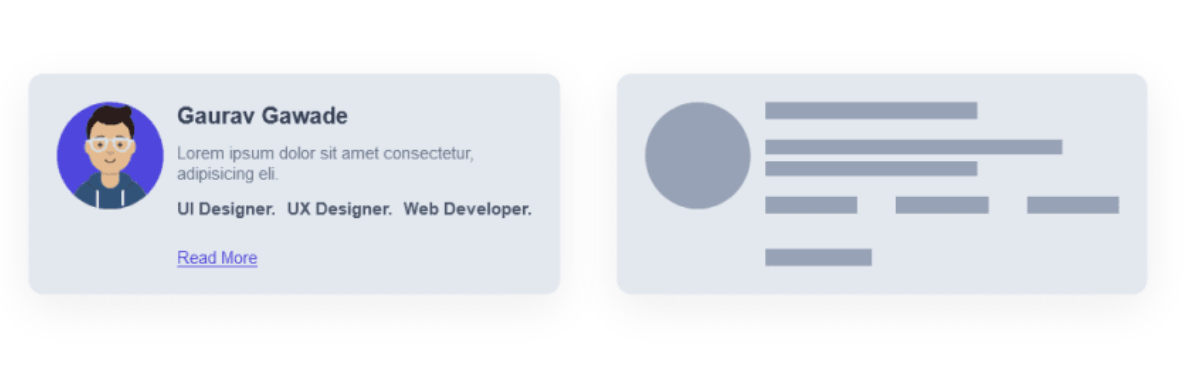 Gaurav Gawade
Lorem ipsum dolor sit amet consectetur,
adipisicing eli.
UI Designer. UX Designer. Web Developer.
Read More